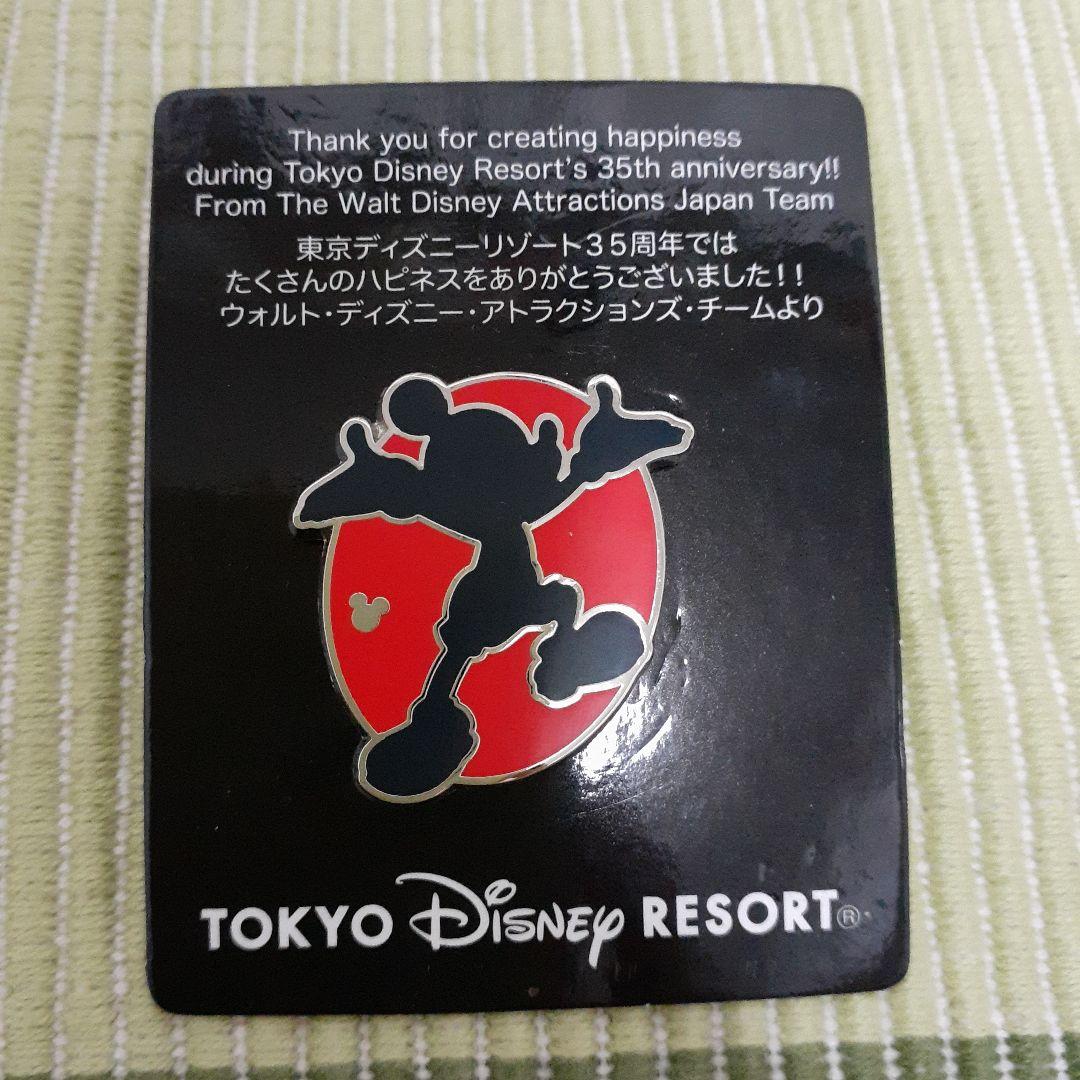 Thank you for creating happiness
during Tokyo Disney Resort's 35th anniversary!!
From The Walt Disney Attractions Japan Team
東京ディズニーリゾート35周年では
たくさんのハピネスをありがとうございました!!
ウォルト・ディズニー・アトラクションズ・チームより
TOKYO Disney RESORT®